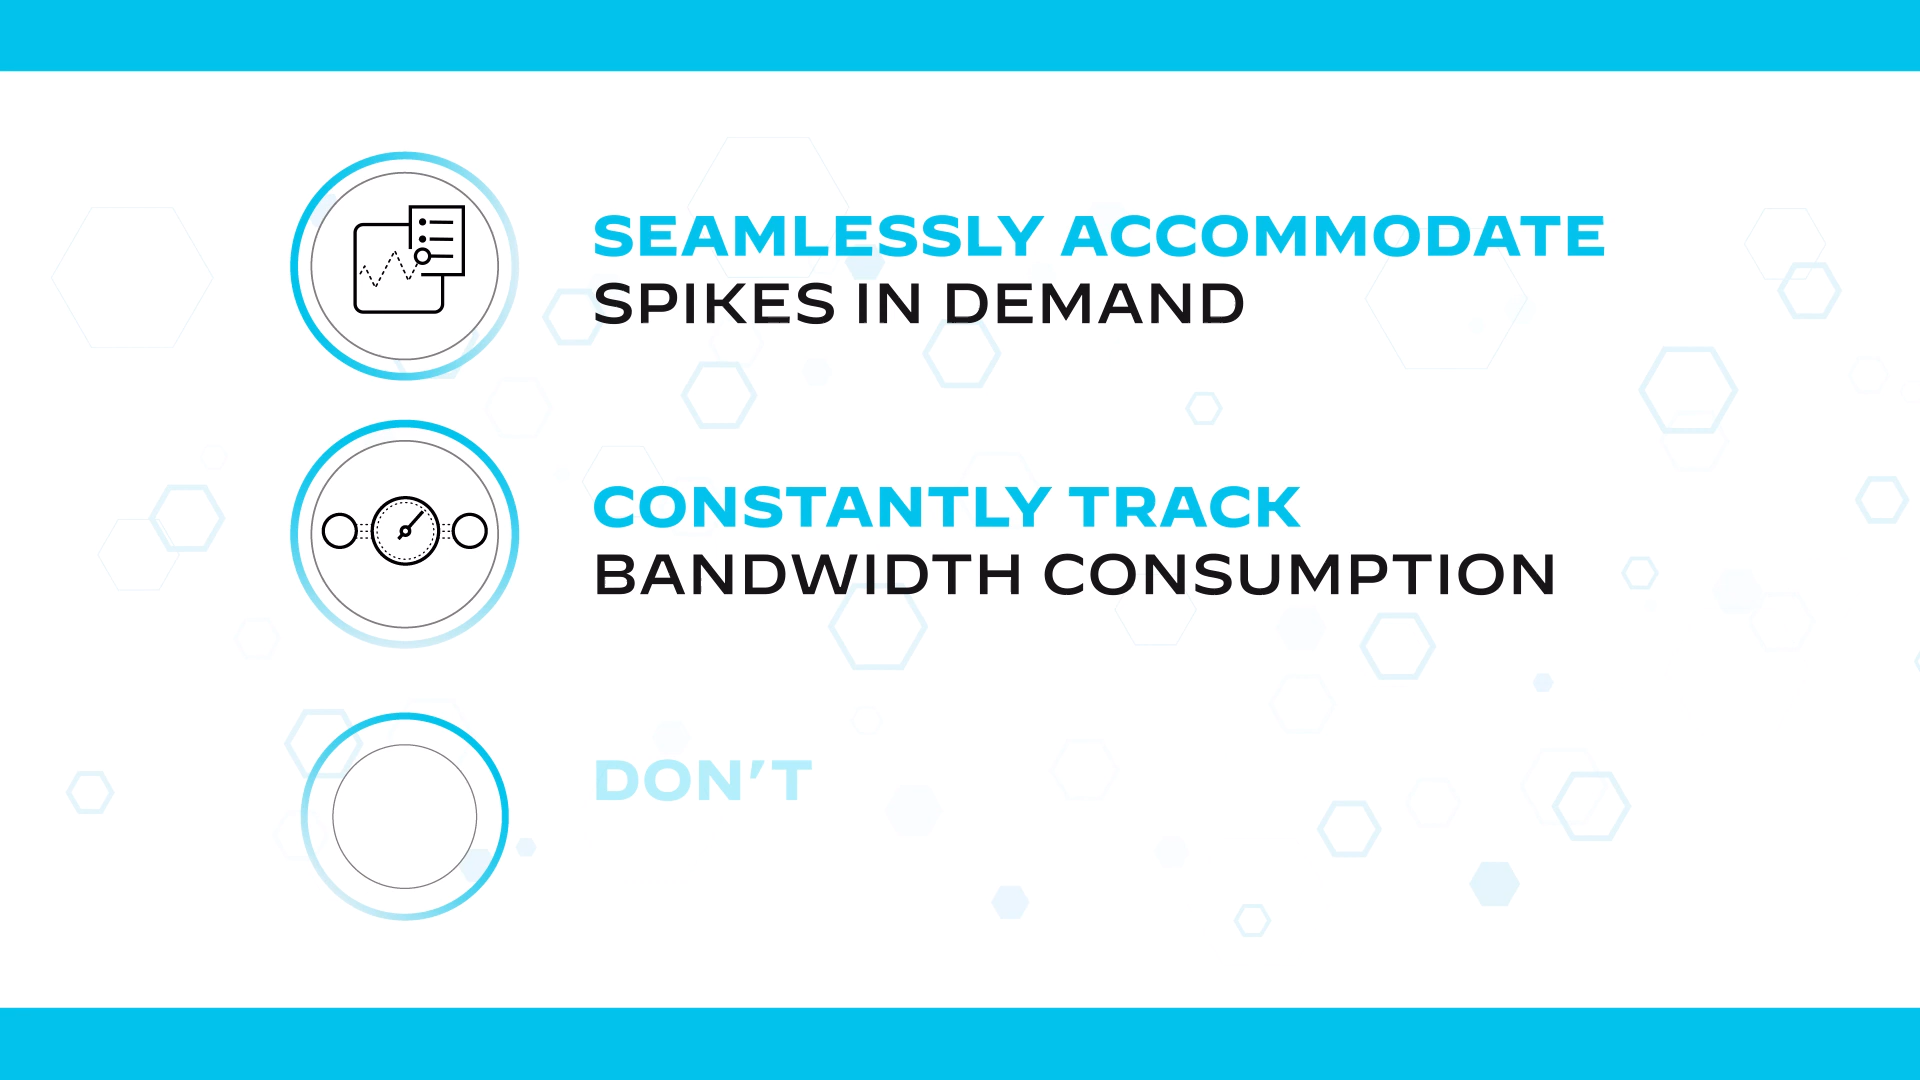 SEAMLESSLY ACCOMMODATE
SPIKES IN DEMAND
CONSTANTLY TRACK
BANDWIDTH CONSUMPTION
DON’T